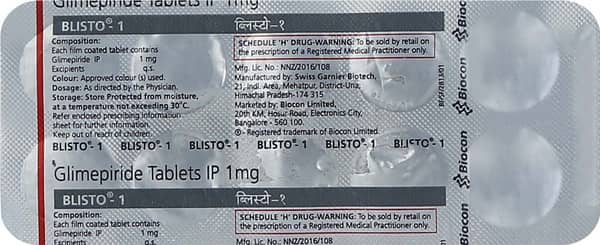 Glimepiride Tablets IP 1mg
BLISTO®- 1 ब्लिस्टो-१
Composition:
Each film coated tablet contains
Glimepiride IP 1 mg
Excipients q.s.
Colour: Approved colour (s) used.
Dosage: As directed by the Physician.
Storage: Store Protected from moisture,
at a temperature not exceeding 30°C.
Refer enclosed prescribing information
sheet for further information.
Keep out of reach of children.
SCHEDULE 'H' DRUG-WARNING: To be sold by retail on
the prescription of a Registered Medical Practitioner only.
Mfg. Lic. No.: NNZ/2016/108
Manufactured by: Swiss Garnier Biotech,
21, Indl. Area, Mehatpur, District-Una,
Himachal Pradesh-174 315
Marketed by: Biocon Limited,
20th KM, Hosur Road, Electronics City,
Bangalore - 560 100.
®- Registered trademark of Biocon Limited.
Biocon
Biocon
BLISTO®- 1 BLISTO®- 1 BLISTO®- 1 BLISTO®- 1 BLISTO®- 1 BLISTO®- 1
Glimepiride Tablets IP 1mg
BLISTO®- 1 ब्लिस्टो-१
Composition:
Each film coated tablet contains
Glimepiride IP 1 mg
Excipients q.s.
SCHEDULE 'H' DRUG-WARNING: To be sold by retail on
the prescription of a Registered Medical Practitioner only.
Mfg. Lic. No.: NNZ/2016/108
Biocon
Biocon